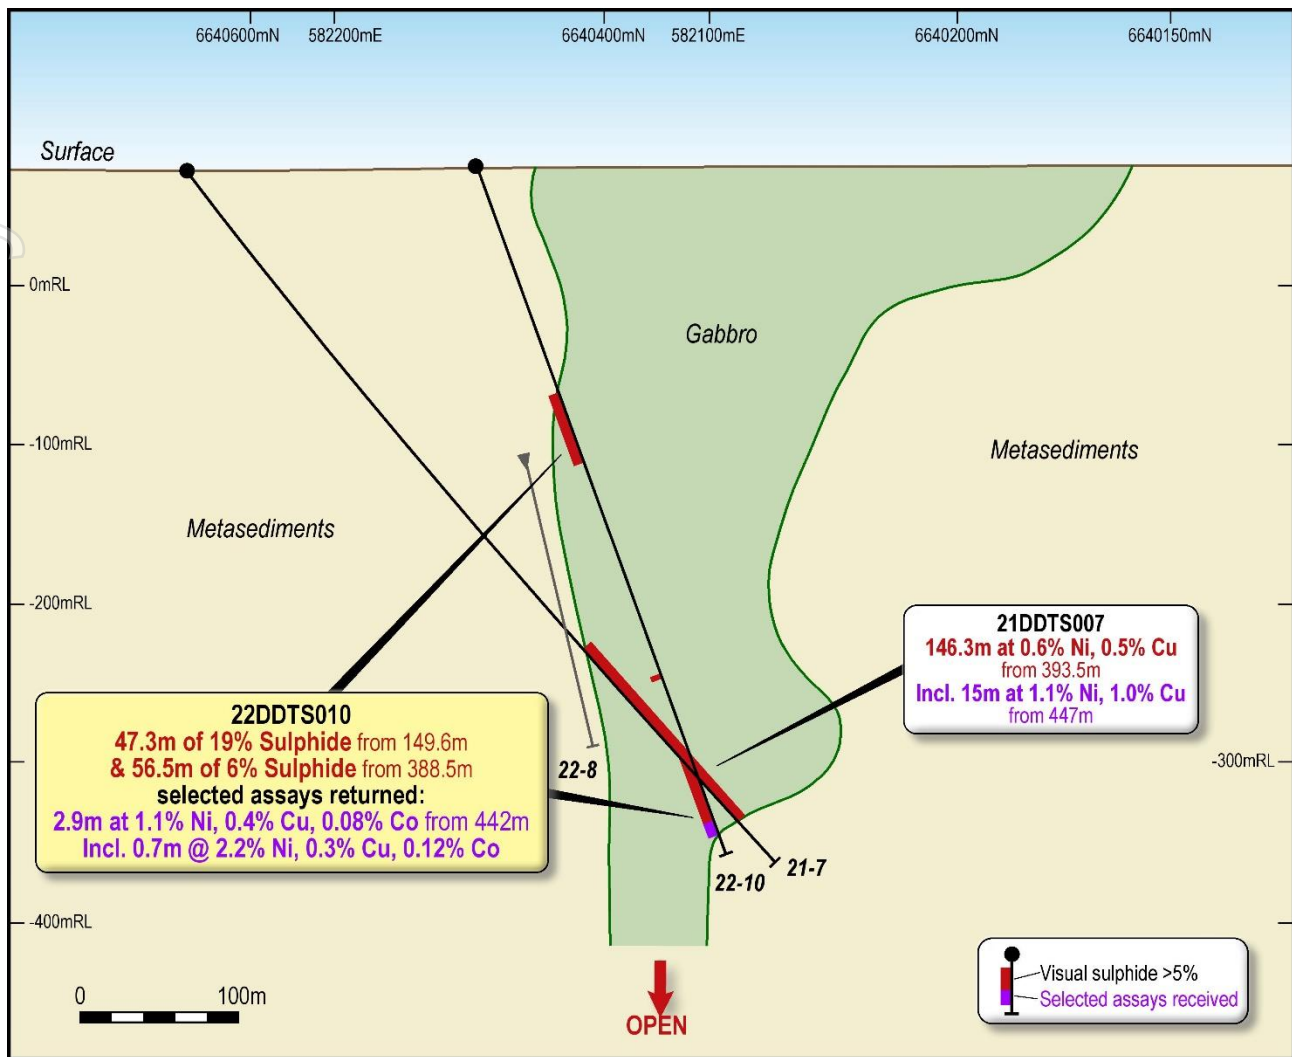 6640600mN
582200mE
6640400mN
582100mE
6640200mN
6640150mN
Surface
0mRL
Gabbro
-100mRL
Metasediments
Metasediments
-200mRL
21DDTS007
146.3m at 0.6% Ni, 0.5% Cu
from 393.5m
Incl. 15m at 1.1% Ni, 1.0% Cu
from 447m
22DDTS010
47.3m of 19% Sulphide from 149.6m
& 56.5m of 6% Sulphide from 388.5m
selected assays returned:
2.9m at 1.1% Ni, 0.4% Cu, 0.08% Co from 442m
Incl. 0.7m @ 2.2% Ni, 0.3% Cu, 0.12% Co
22-8
-300mRL
22-10
21-7
-400mRL
Visual sulphide >5%
Selected assays received
0
100m
OPEN